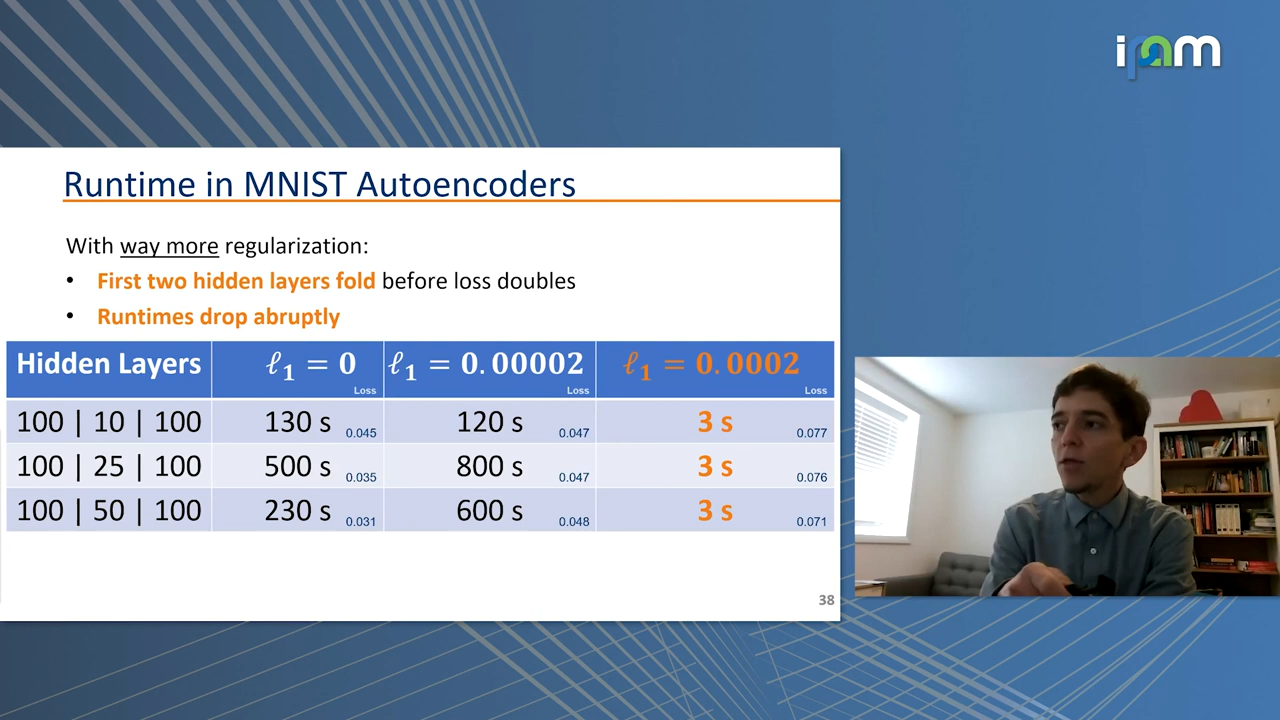 ipam
Runtime in MNIST Autoencoders
With way more regularization:
• First two hidden layers fold before loss doubles
• Runtimes drop abruptly
Hidden Layers ℓ₁ = 0 Loss ℓ₁ = 0.00002 Loss ℓ₁ = 0.0002 Loss
100 | 10 | 100 130 s 0.045 120 s 0.047 3 s 0.077
100 | 25 | 100 500 s 0.035 800 s 0.047 3 s 0.076
100 | 50 | 100 230 s 0.031 600 s 0.048 3 s 0.071
38